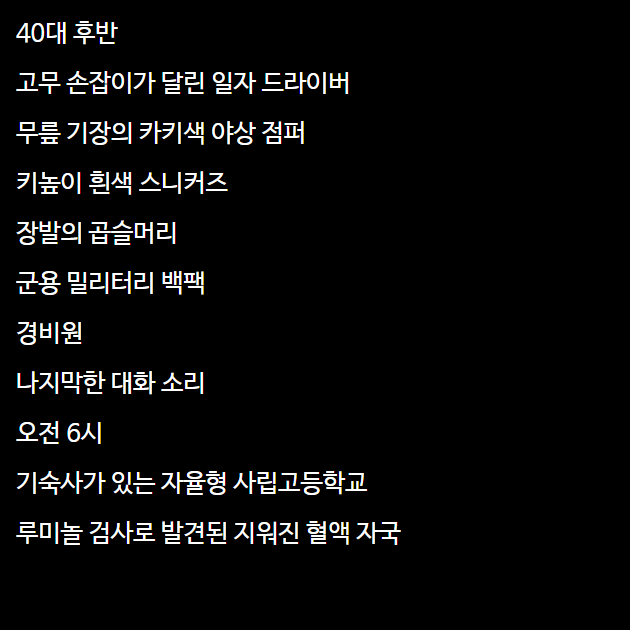 40대 후반
고무 손잡이가 달린 일자 드라이버
무릎 기장의 카키색 야상 점퍼
키높이 흰색 스니커즈
장발의 곱슬머리
군용 밀리터리 백팩
경비원
나지막한 대화 소리
오전 6시
기숙사가 있는 자율형 사립고등학교
루미놀 검사로 발견된 지워진 혈액 자국